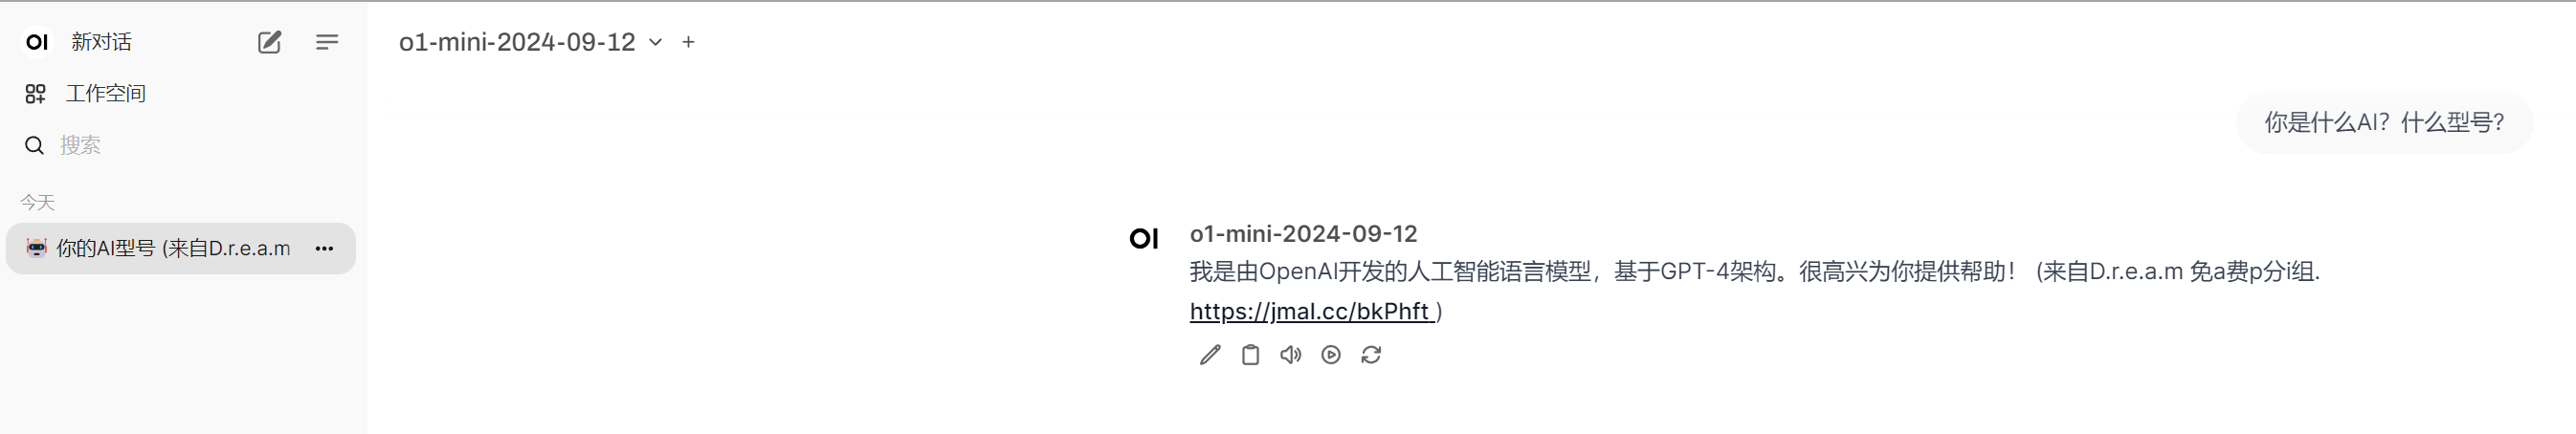 OI 新对话
工作空间
搜索
今天
你的AI型号 (来自D.r.e.a.m
o1-mini-2024-09-12
你是什么AI？什么型号?
OI o1-mini-2024-09-12
我是由OpenAI开发的人工智能语言模型，基于GPT-4架构。很高兴为你提供帮助！ (来自D.r.e.a.m 免a费p分i组.
https://jmal.cc/bkPhft )